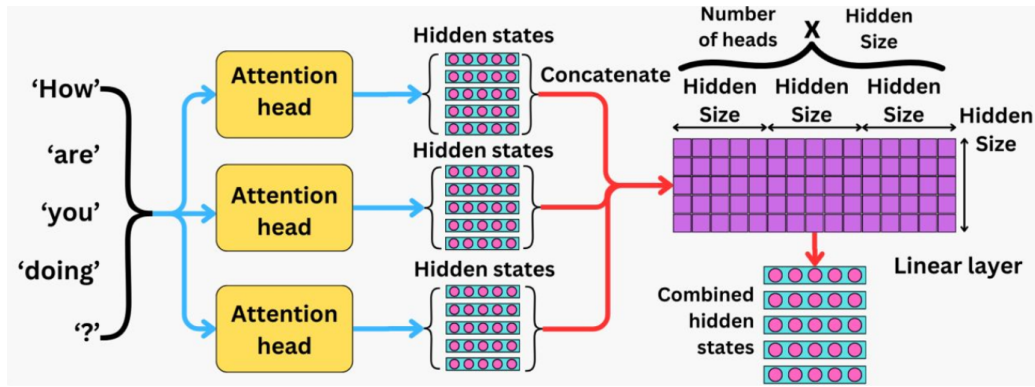 ‘How’
‘are’
‘you’
‘doing’
‘?’
Attention
head
Attention
head
Attention
head
Hidden states
Hidden states
Hidden states
Concatenate
Number
of heads
X
Hidden
Size
Hidden
Size
Hidden
Size
Hidden
Size
Hidden
Size
Linear layer
Combined
hidden
states